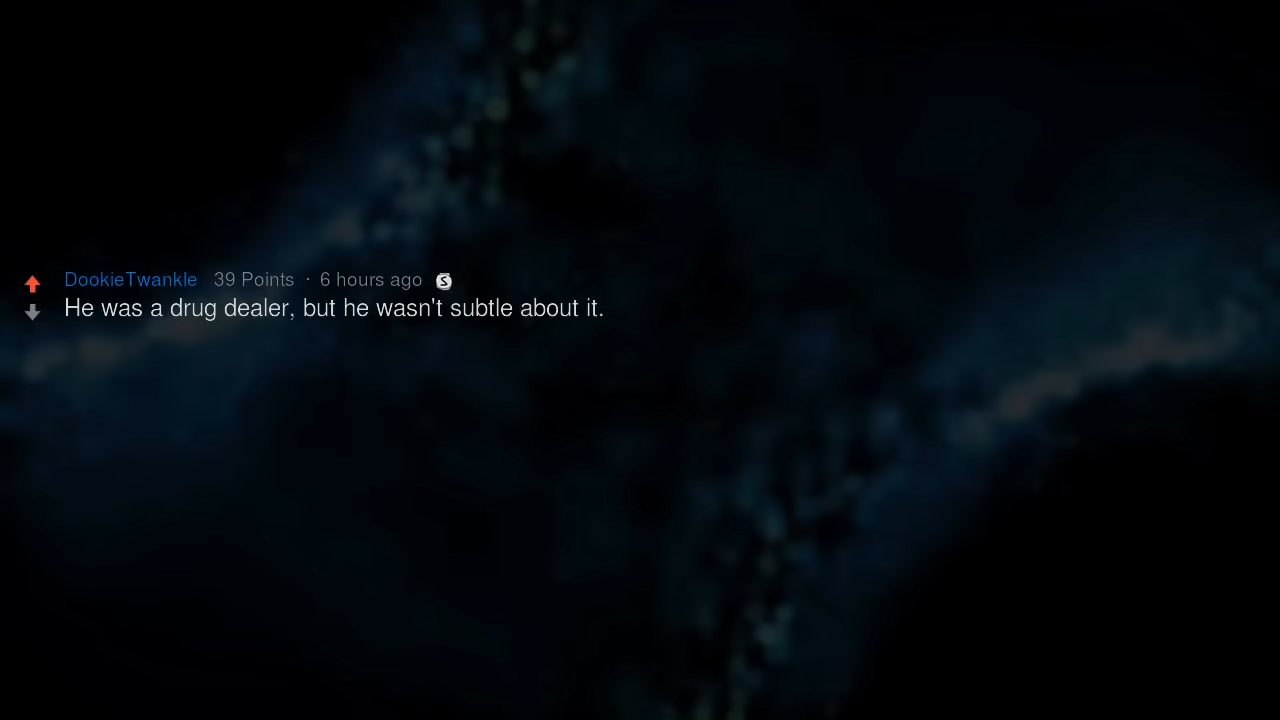 DookieTwankle 39 Points · 6 hours ago S
He was a drug dealer, but he wasn't subtle about it.